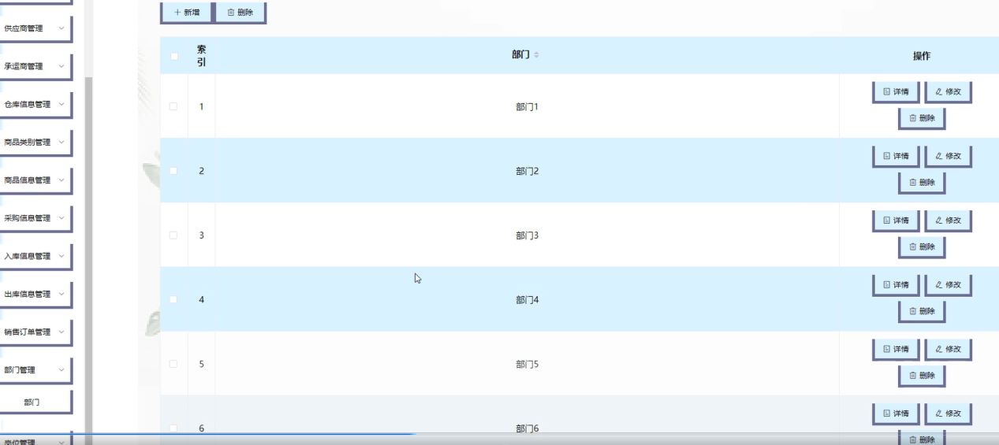 供应商管理
承运商管理
仓库信息管理
商品类别管理
商品信息管理
采购信息管理
入库信息管理
出库信息管理
销售订单管理
部门管理
部门
岗位管理
新增 删除
索引 部门 操作
1 部门1 详情 修改
删除
2 部门2 详情 修改
删除
3 部门3 详情 修改
删除
4 部门4 详情 修改
删除
5 部门5 详情 修改
删除
6 部门6 详情 修改
删除